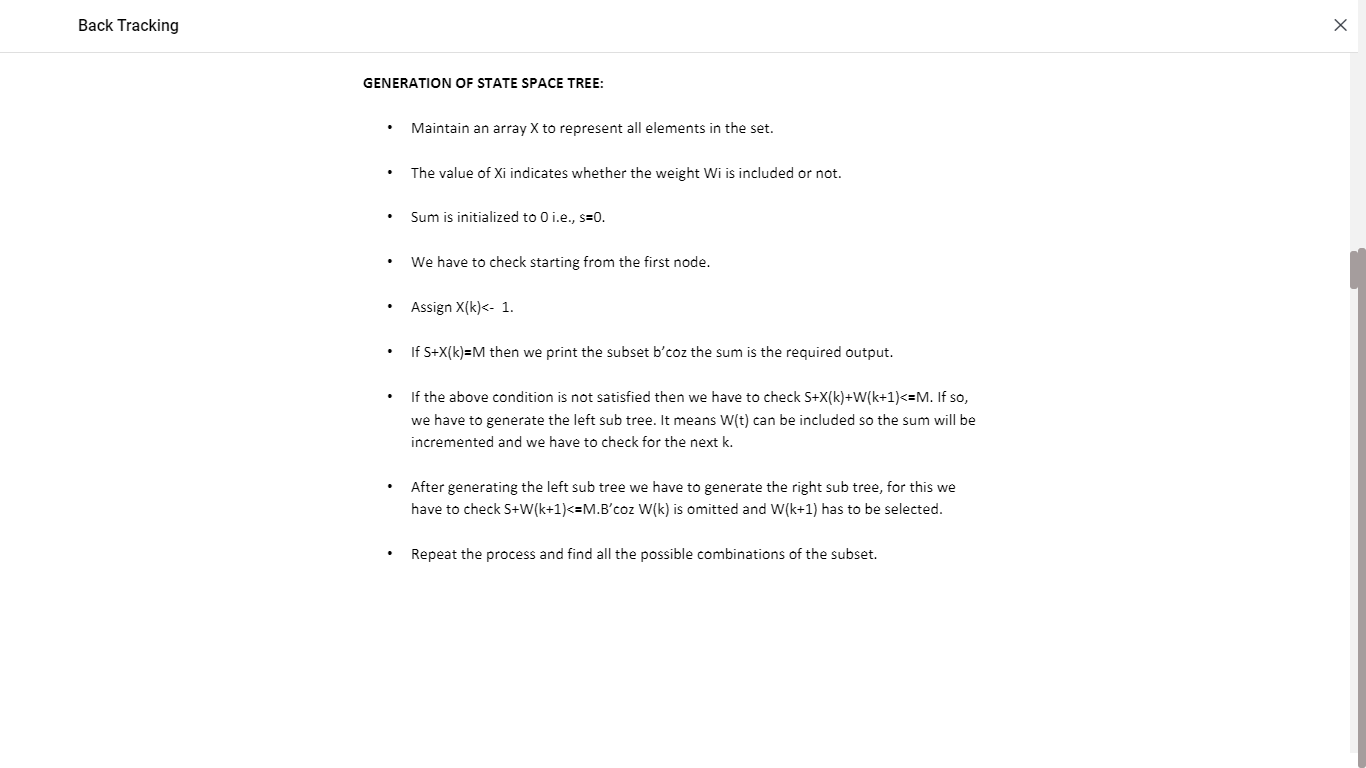 Back Tracking
GENERATION OF STATE SPACE TREE:
• Maintain an array X to represent all elements in the set.
• The value of Xi indicates whether the weight Wi is included or not.
• Sum is initialized to 0 i.e., s=0.
• We have to check starting from the first node.
• Assign X(k)<- 1.
• If S+X(k)=M then we print the subset b’coz the sum is the required output.
• If the above condition is not satisfied then we have to check S+X(k)+W(k+1)<=M. If so,
we have to generate the left sub tree. It means W(t) can be included so the sum will be
incremented and we have to check for the next k.
• After generating the left sub tree we have to generate the right sub tree, for this we
have to check S+W(k+1)<=M.B’coz W(k) is omitted and W(k+1) has to be selected.
• Repeat the process and find all the possible combinations of the subset.